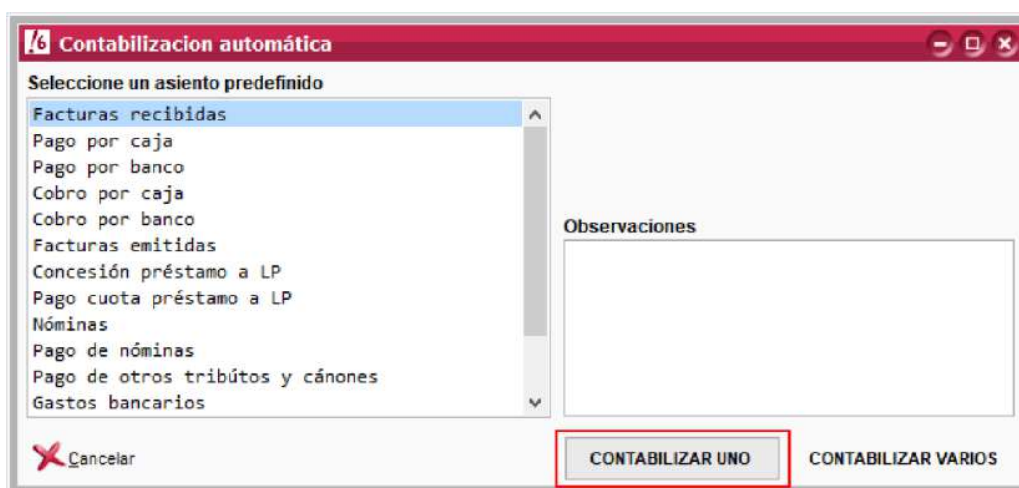 !6 Contabilizacion automática
Seleccione un asiento predefinido
Facturas recibidas
Pago por caja
Pago por banco
Cobro por caja
Cobro por banco
Facturas emitidas
Concesión préstamo a LP
Pago cuota préstamo a LP
Nóminas
Pago de nóminas
Pago de otros tribútos y cánones
Gastos bancarios
Observaciones
Cancelar
CONTABILIZAR UNO
CONTABILIZAR VARIOS